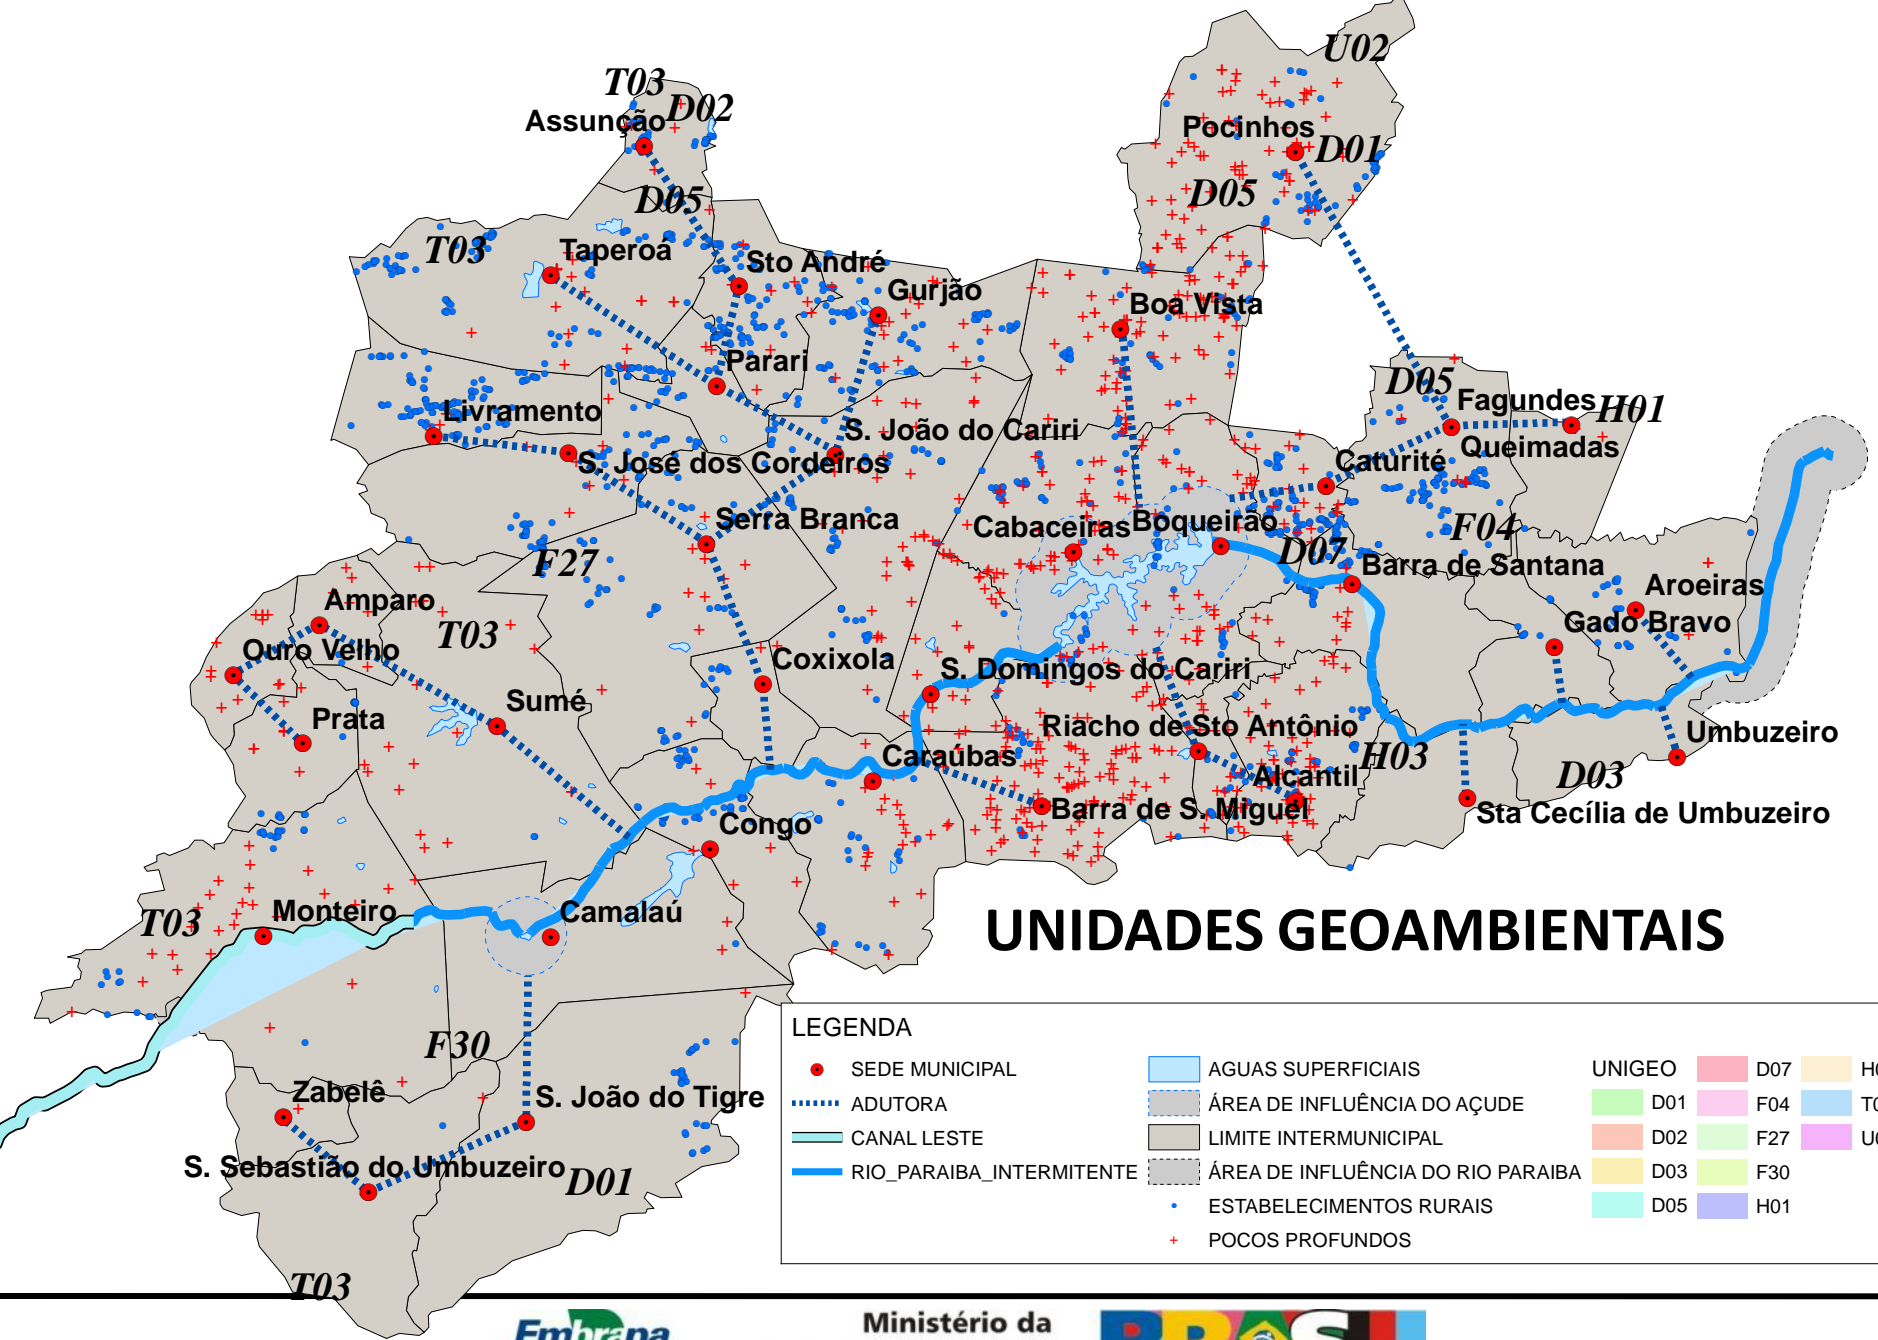 U02
T03
D02
Assunção
Pocinhos
D01
D05
D05
T03
Taperoá
Sto André
Gurjão
Boa Vista
Parari
D05
Fagundes
H01
Livramento
S. João do Cariri
Queimadas
S. José dos Cordeiros
Caturité
Serra Branca
Cabaceiras
Boqueirão
F04
F27
D07
Barra de Santana
Aroeiras
Amparo
T03
Gado Bravo
Ouro Velho
Coxixola
S. Domingos do Cariri
Sumé
Prata
Riacho de Sto Antônio
Umbuzeiro
Caraúbas
H03
Alcantil
D03
Barra de S. Miguel
Sta Cecília de Umbuzeiro
Congo
T03
Monteiro
Camalaú
UNIDADES GEOAMBIENTAIS
F30
Zabelê
S. João do Tigre
S. Sebastião do Umbuzeiro
D01
T03
LEGENDA
SEDE MUNICIPAL
ADUTORA
CANAL LESTE
RIO_PARAIBA_INTERMITENTE
AGUAS SUPERFICIAIS
ÁREA DE INFLUÊNCIA DO AÇUDE
LIMITE INTERMUNICIPAL
ÁREA DE INFLUÊNCIA DO RIO PARAIBA
ESTABELECIMENTOS RURAIS
POCOS PROFUNDOS
UNIGEO
D01
D02
D03
D05
D07
F04
F27
F30
H01
Embrapa
Ministério da
BRASIL